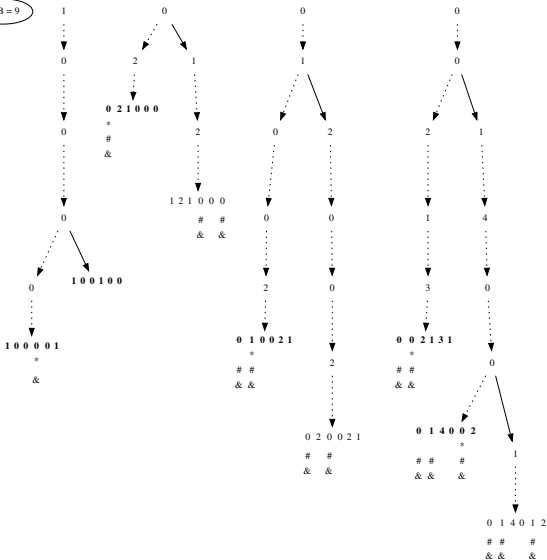 = 9 1 0 0 0
0 2 1 1 0
0 2 1 0 0 0
*
0 2 0 2 2 1
#
&
1 2 1 0 0 0
0 # # 0 0 1 4
& &
1 0 0 1 0 0
0 2 0 3 0
0 1 0 0 2 1 0 0 2 1 3 1
1 0 0 0 0 1
* * *
2 0
# # # #
&
& & & &
0 1 4 0 0 2
0 2 0 0 2 1
*
1
# # # # #
& & & & &
0 1 4 0 1 2
# # #
& & &